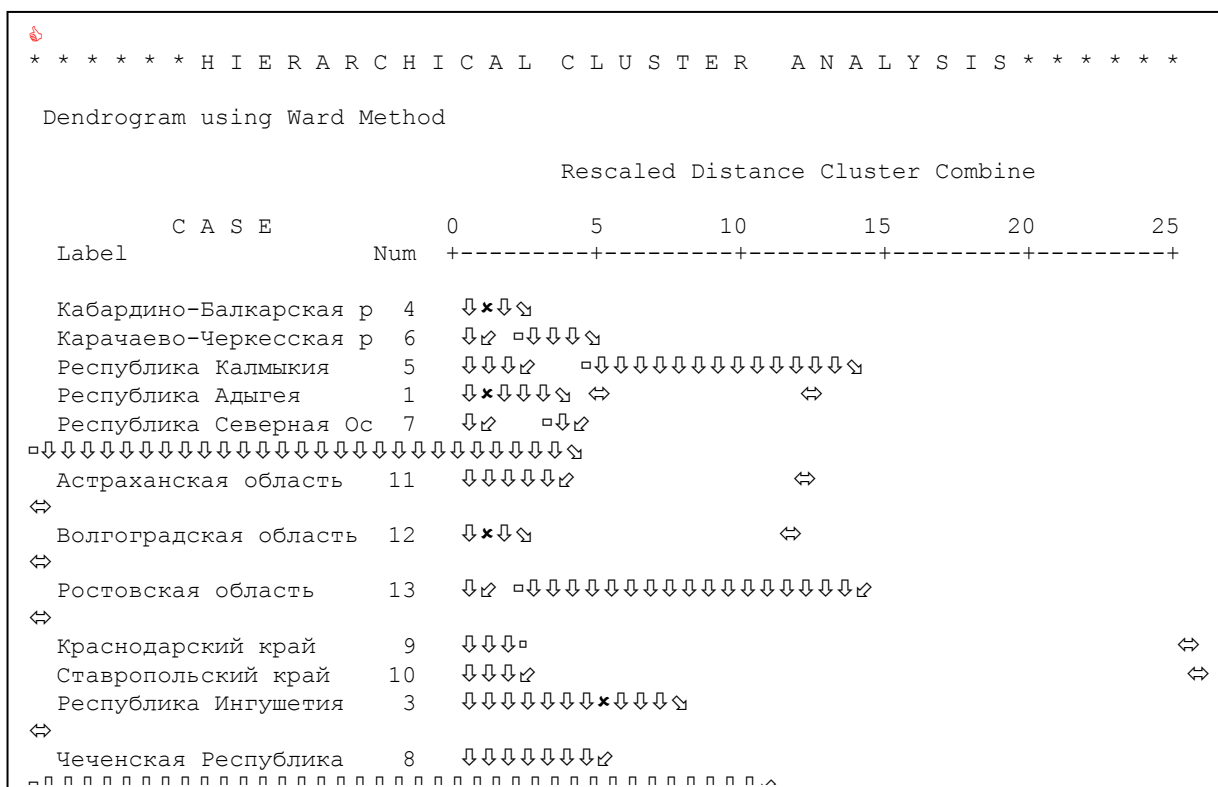 👍
* * * * * * H I E R A R C H I C A L   C L U S T E R   A N A L Y S I S * * * * * *
Dendrogram using Ward Method
Rescaled Distance Cluster Combine
C A S E 0 5 10 15 20 25
Label Num +---------+---------+---------+---------+---------+
Кабардино-Балкарская р 4 ⇩×⇩⬂
Карачаево-Черкесская р 6 ⇩⬃ ▫⇩⇩⇩⬂
Республика Калмыкия 5 ⇩⇩⇩⬃ ▫⇩⇩⇩⇩⇩⇩⇩⇩⇩⇩⇩⇩⇩⬂
Республика Адыгея 1 ⇩×⇩⇩⇩⬂ ⇔ ⇔
Республика Северная Ос 7 ⇩⬃ ▫⇩⬃
▫⇩⇩⇩⇩⇩⇩⇩⇩⇩⇩⇩⇩⇩⇩⇩⇩⇩⇩⇩⇩⇩⇩⇩⇩⇩⇩⇩⬂
Астраханская область 11 ⇩⇩⇩⇩⇩⬃ ⇔
⇔
Волгоградская область 12 ⇩×⇩⬂ ⇔
⇔
Ростовская область 13 ⇩⬃ ▫⇩⇩⇩⇩⇩⇩⇩⇩⇩⇩⇩⇩⇩⇩⇩⇩⇩⬃
⇔
Краснодарский край 9 ⇩⇩⇩▫ ⇔
Ставропольский край 10 ⇩⇩⇩⬃ ⇔
Республика Ингушетия 3 ⇩⇩⇩⇩⇩⇩⇩×⇩⇩⇩⬂
⇔
Чеченская Республика 8 ⇩⇩⇩⇩⇩⇩⇩⬃